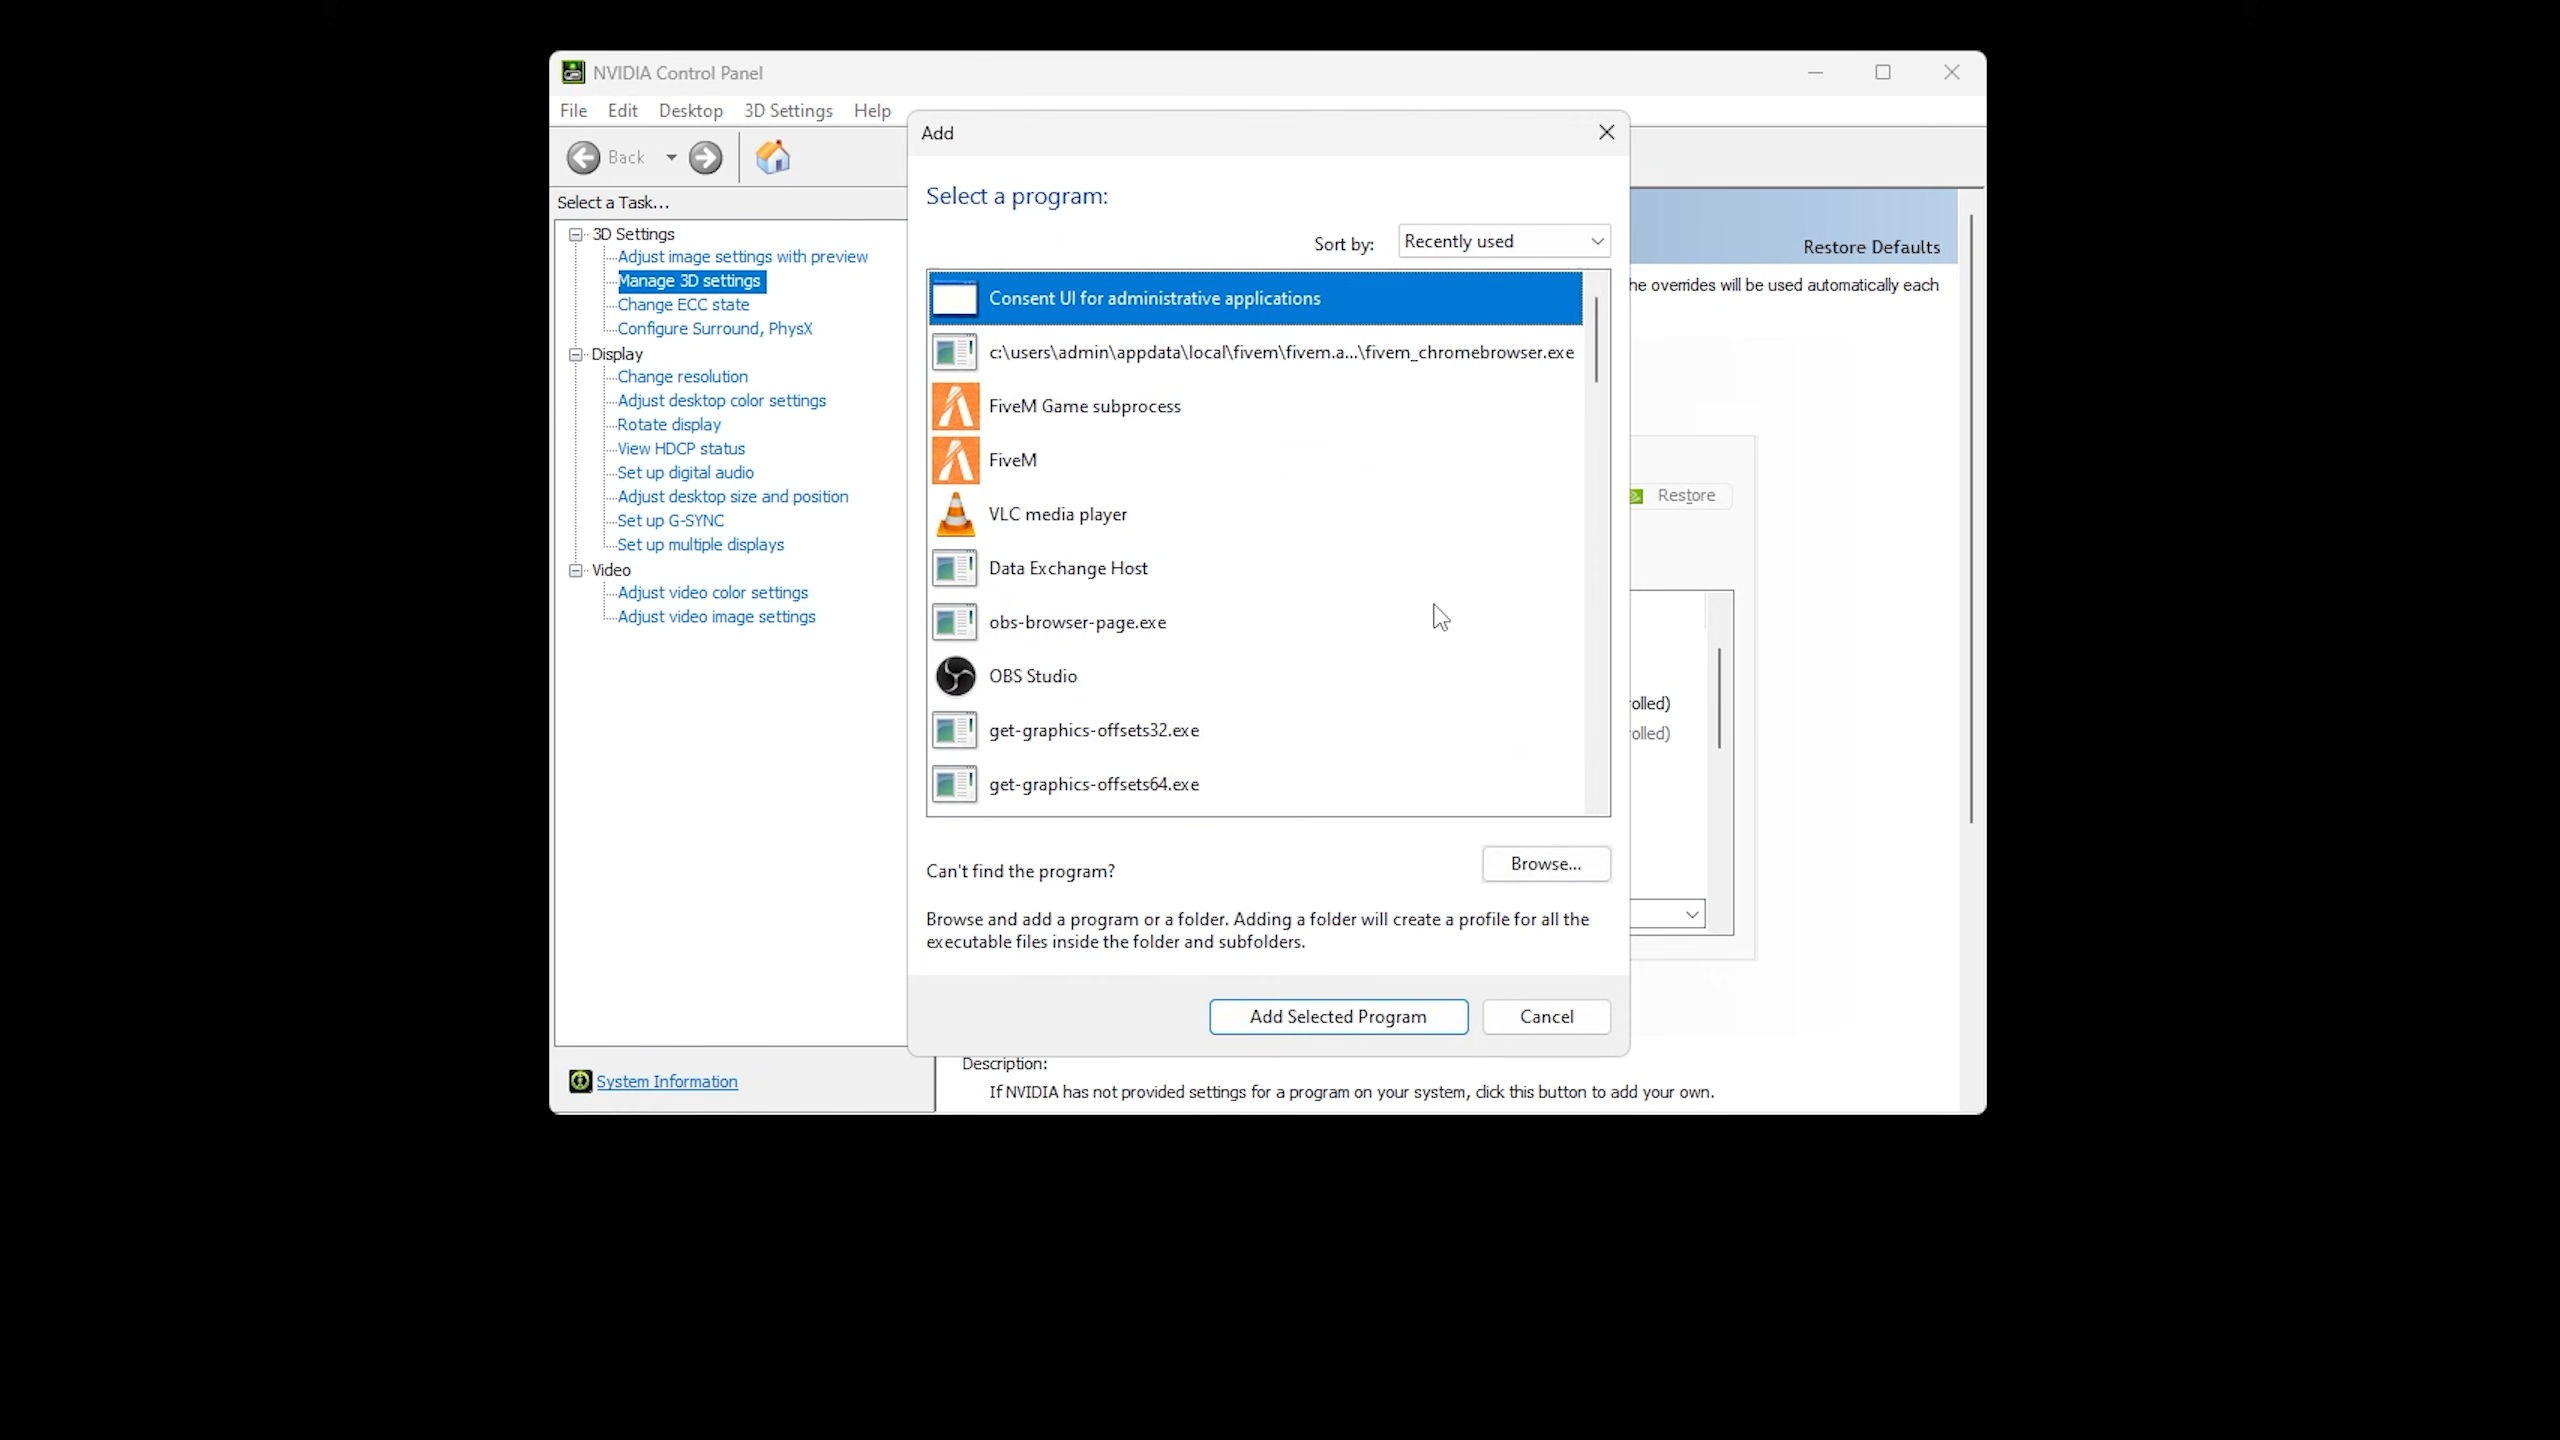 NVIDIA Control Panel
File Edit Desktop 3D Settings Help
Back
Select a Task...
3D Settings
Adjust image settings with preview
Manage 3D settings
Change ECC state
Configure Surround, PhysX
Display
Change resolution
Adjust desktop color settings
Rotate display
View HDCP status
Set up digital audio
Adjust desktop size and position
Set up G-SYNC
Set up multiple displays
Video
Adjust video color settings
Adjust video image settings
System Information
Add
Select a program:
Sort by: Recently used
Consent UI for administrative applications
c:\users\admin\appdata\local\fivem\fivem.a...\fivem_chromebrowser.exe
FiveM Game subprocess
FiveM
VLC media player
Data Exchange Host
obs-browser-page.exe
OBS Studio
get-graphics-offsets32.exe
get-graphics-offsets64.exe
Can't find the program?
Browse...
Browse and add a program or a folder. Adding a folder will create a profile for all the
executable files inside the folder and subfolders.
Add Selected Program Cancel
Restore Defaults
he overrides will be used automatically each
Restore
olled)
olled)
Description:
If NVIDIA has not provided settings for a program on your system, click this button to add your own.